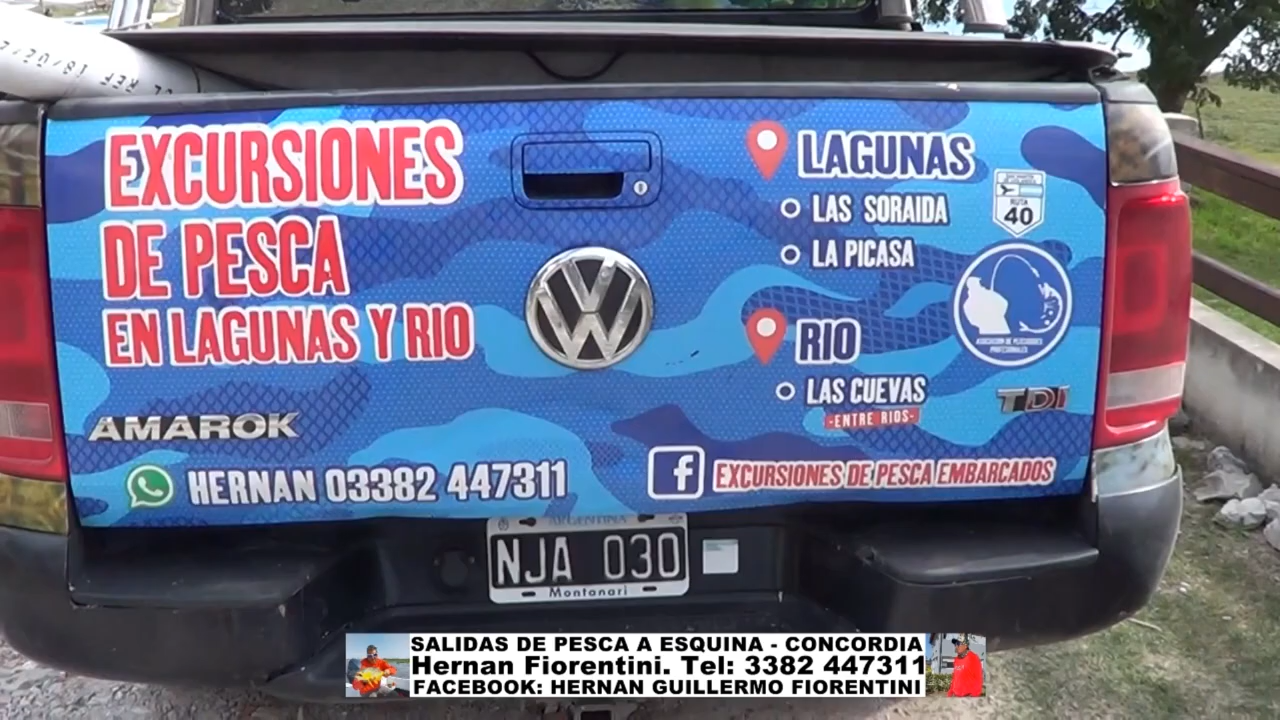 EXCURSIONES
DE PESCA
EN LAGUNAS Y RIO
LAGUNAS
LAS SORAIDA
LA PICASA
RUTA
40
RIO
LAS CUEVAS
-ENTRE RIOS-
AMAROK
TDI
HERNAN 03382 447311
f EXCURSIONES DE PESCA EMBARCADOS
ARGENTINA
NJA 030
Montanari
SALIDAS DE PESCA A ESQUINA - CONCORDIA
Hernan Fiorentini. Tel: 3382 447311
FACEBOOK: HERNAN GUILLERMO FIORENTINI